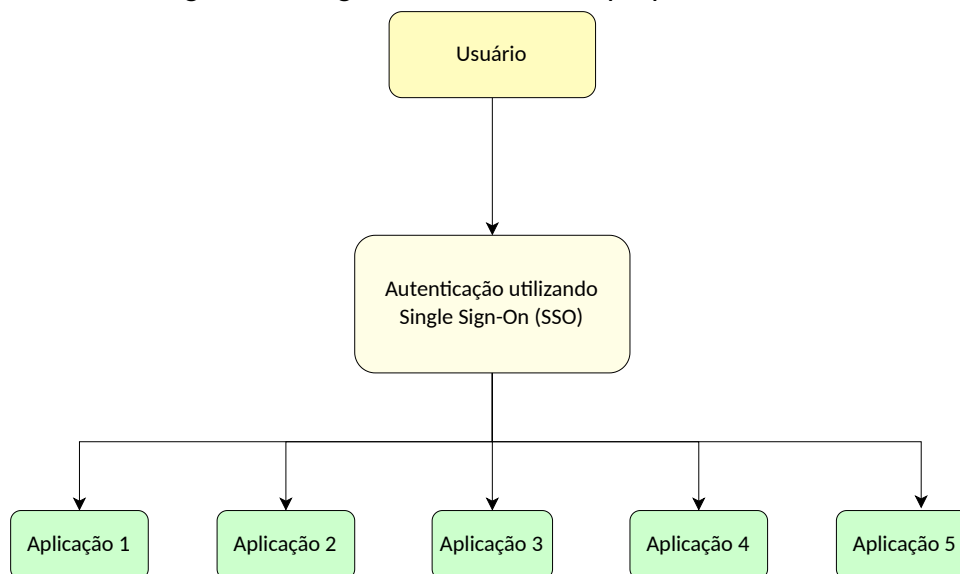 Usuário
Autenticação utilizando
Single Sign-On (SSO)
Aplicação 1
Aplicação 2
Aplicação 3
Aplicação 4
Aplicação 5